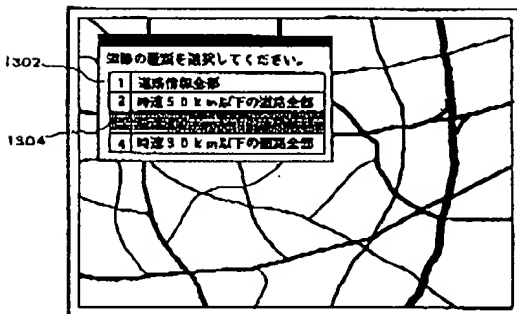 1302
道路の種類を選択してください。
1 道路情報全部
2 時速50km以下の道路全部
1304
4 時速30km以下の道路全部